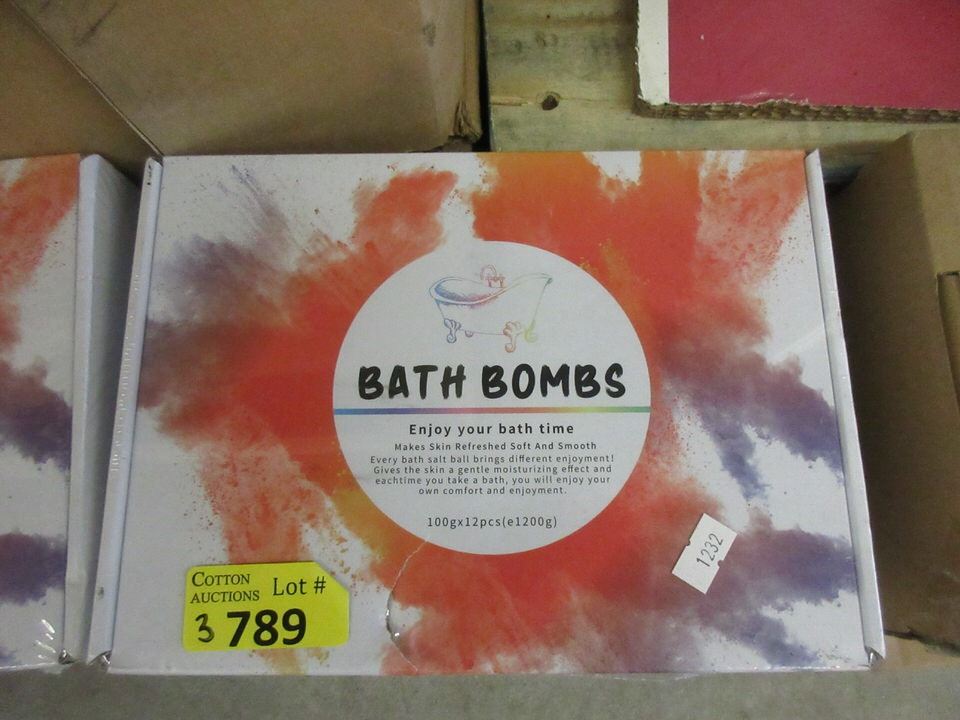 BATH BOMBS
Enjoy your bath time
Makes Skin Refreshed Soft And Smooth
Every bath salt ball brings different enjoyment!
Gives the skin a gentle moisturizing effect and
eachtime you take a bath, you will enjoy your
own comfort and enjoyment.
100gx12pcs(e1200g)
1232
COTTON
AUCTIONS
Lot #
3 789